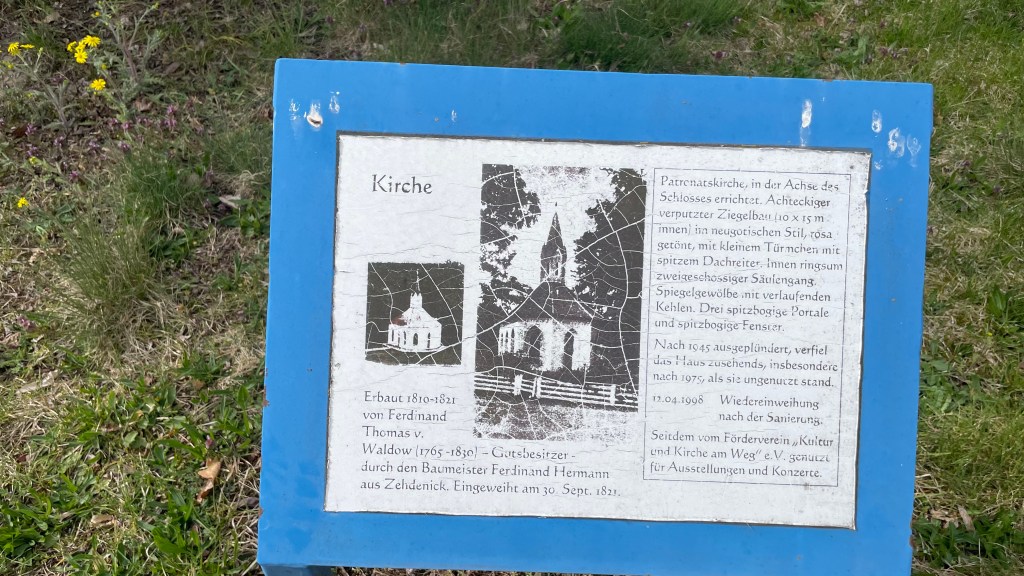 Kirche
Erbaut 1810-1821
von Ferdinand
Thomas v.
Waldow (1765 -1830) - Gutsbesitzer -
durch den Baumeister Ferdinand Hermann
aus Zehdenick. Eingeweiht am 30. Sept. 1821.
Patronatskirche, in der Achse des
Schlosses errichtet. Achteckiger
verputzter Ziegelbau (10 x 15 m
innen) im neugotischen Stil, rosa
getönt, mit kleinem Türmchen mit
spitzem Dachreiter. Innen ringsum
zweigeschossiger Säulengang.
Spiegelgewölbe mit verlaufenden
Kehlen. Drei spitzbogige Portale
und spitzbogige Fenster.
Nach 1945 ausgeplündert, verfiel
das Haus zusehends, insbesondere
nach 1975, als sie ungenutzt stand.
12.04.1998 Wiedereinweihung
nach der Sanierung.
Seitdem vom Förderverein „Kultur
und Kirche am Weg" e.V. genutzt
für Ausstellungen und Konzerte.